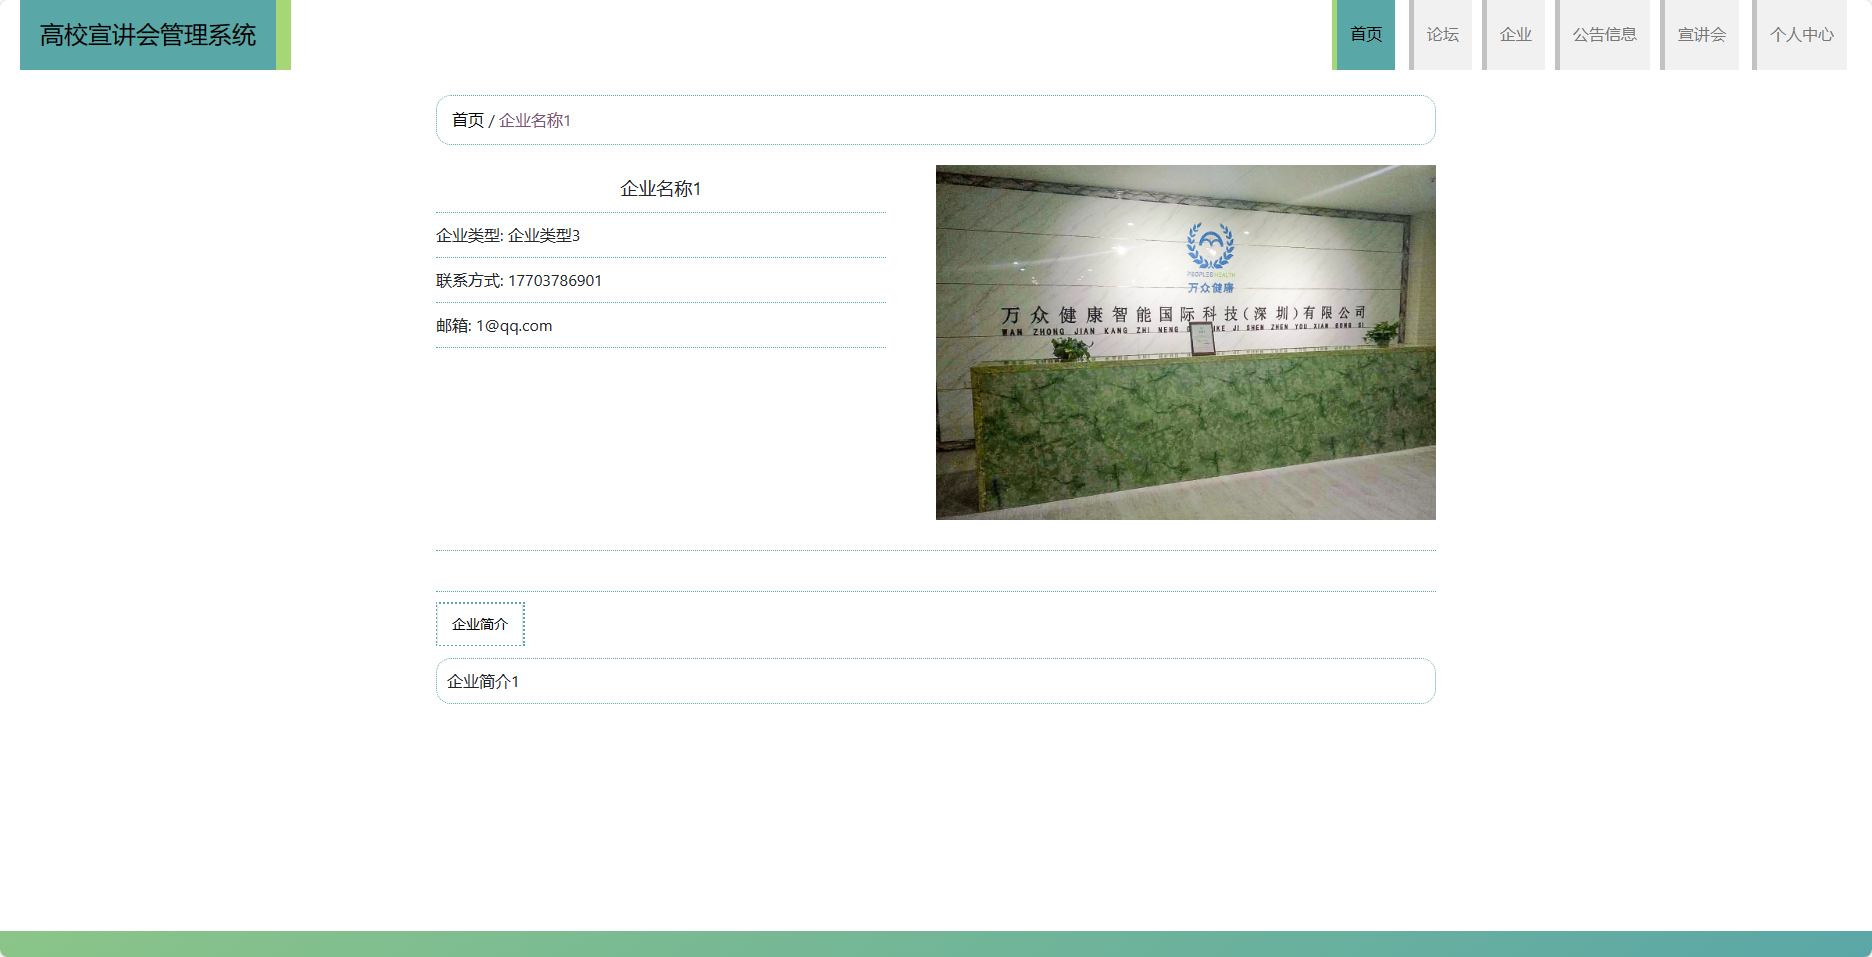 高校宣讲会管理系统
首页 论坛 企业 公告信息 宣讲会 个人中心
首页 / 企业名称1
企业名称1
企业类型: 企业类型3
联系方式: 17703786901
邮箱: 1@qq.com
PEOPLES HEALTH
万众健康
万众健康智能国际科技(深圳)有限公司
WAN ZHONG JIAN KANG ZHI NENG JI SHEN ZHEN YOU XIAN GONG SI
企业简介
企业简介1